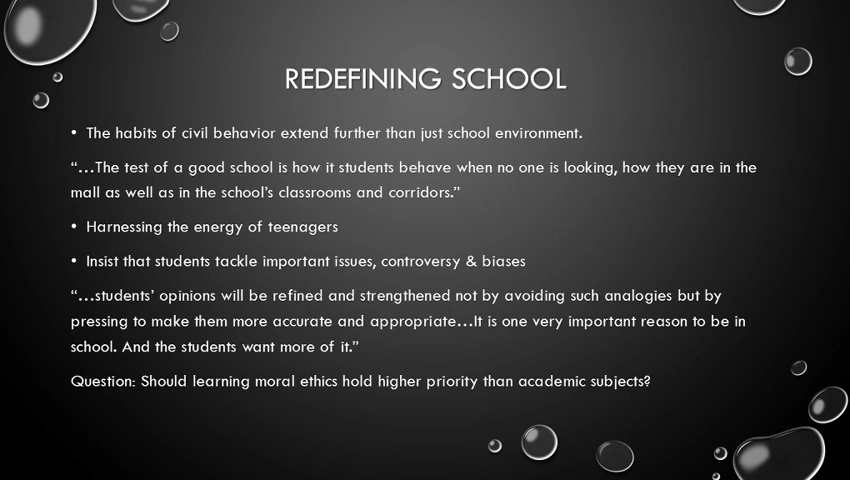 REDEFINING SCHOOL
• The habits of civil behavior extend further than just school environment.
“…The test of a good school is how it students behave when no one is looking, how they are in the
mall as well as in the school’s classrooms and corridors.”
• Harnessing the energy of teenagers
• Insist that students tackle important issues, controversy & biases
“…students’ opinions will be refined and strengthened not by avoiding such analogies but by
pressing to make them more accurate and appropriate…It is one very important reason to be in
school. And the students want more of it.”
Question: Should learning moral ethics hold higher priority than academic subjects?